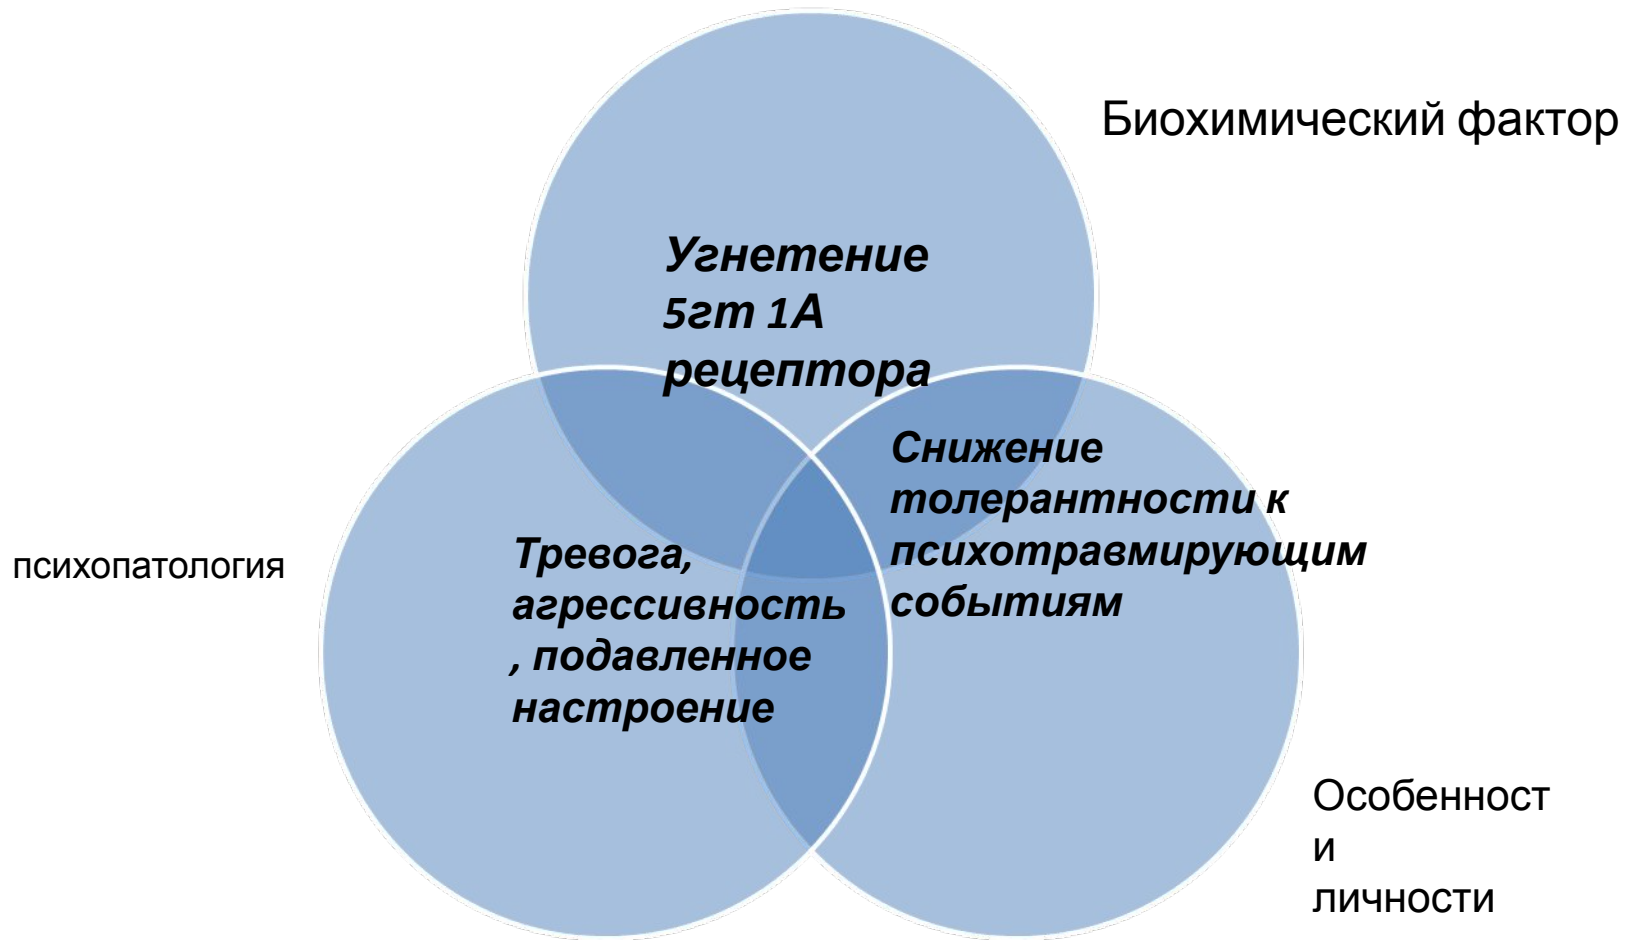 Биохимический фактор
Угнетение
5гт 1А
рецептора
Снижение
толерантности к
психотравмирующим
событиям
психопатология
Тревога,
агрессивность
, подавленное
настроение
Особенност
и
личности